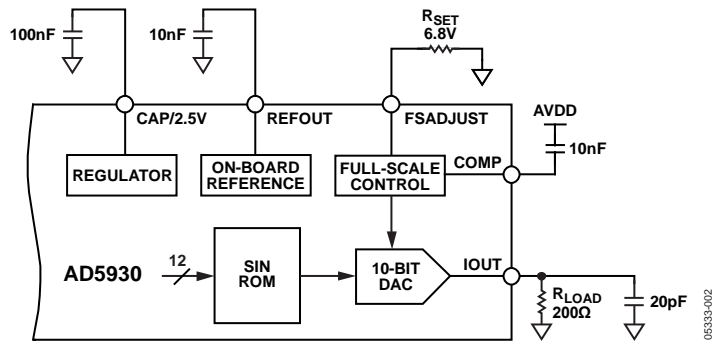 100nF
10nF
RSET
6.8V
CAP/2.5V
REFOUT
FSADJUST
AVDD
10nF
REGULATOR
ON-BOARD
REFERENCE
FULL-SCALE
CONTROL
COMP
AD5930
12
SIN
ROM
10-BIT
DAC
IOUT
RLOAD
200Ω
20pF
05333-002